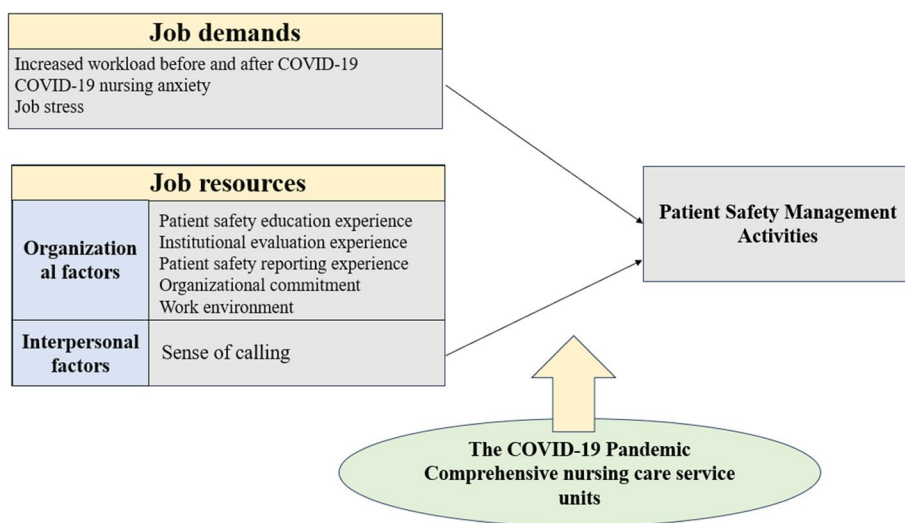 Job demands
Increased workload before and after COVID-19
COVID-19 nursing anxiety
Job stress
Job resources
Organization
al factors
Patient safety education experience
Institutional evaluation experience
Patient safety reporting experience
Organizational commitment
Work environment
Interpersonal
factors
Sense of calling
Patient Safety Management
Activities
The COVID-19 Pandemic
Comprehensive nursing care service
units